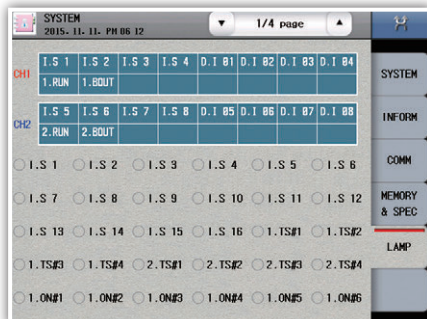 SYSTEM
2015. 11. 11. PM 06 12
▼ 1/4 page ▲
CH1
I.S 1 I.S 2 I.S 3 I.S 4 D.I 01 D.I 02 D.I 03 D.I 04
1.RUN 1.BOUT
CH2
I.S 5 I.S 6 I.S 7 I.S 8 D.I 05 D.I 06 D.I 07 D.I 08
2.RUN 2.BOUT
I.S 1 I.S 2 I.S 3 I.S 4 I.S 5 I.S 6
I.S 7 I.S 8 I.S 9 I.S 10 I.S 11 I.S 12
I.S 13 I.S 14 I.S 15 I.S 16 1.TS#1 1.TS#2
1.TS#3 1.TS#4 2.TS#1 2.TS#2 2.TS#3 2.TS#4
1.ON#1 1.ON#2 1.ON#3 1.ON#4 1.ON#5 1.ON#6
SYSTEM
INFORM
COMM
MEMORY
& SPEC
LAMP